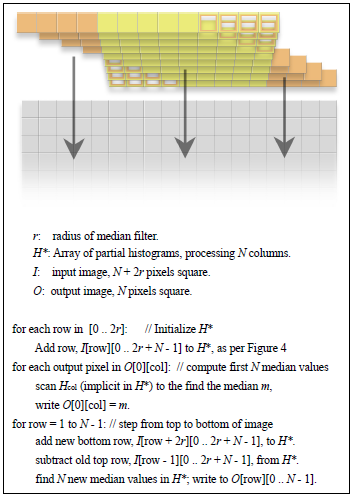 r: radius of median filter.
H*: Array of partial histograms, processing N columns.
I: input image, N + 2r pixels square.
O: output image, N pixels square.
for each row in [0 .. 2r]: // Initialize H*
Add row, I[row][0 .. 2r + N - 1] to H*, as per Figure 4
for each output pixel in O[0][col]: // compute first N median values
scan Hcol (implicit in H*) to the find the median m,
write O[0][col] = m.
for row = 1 to N - 1: // step from top to bottom of image
add new bottom row, I[row + 2r][0 .. 2r + N - 1], to H*.
subtract old top row, I[row - 1][0 .. 2r + N - 1], from H*.
find N new median values in H*; write to O[row][0 .. N - 1].